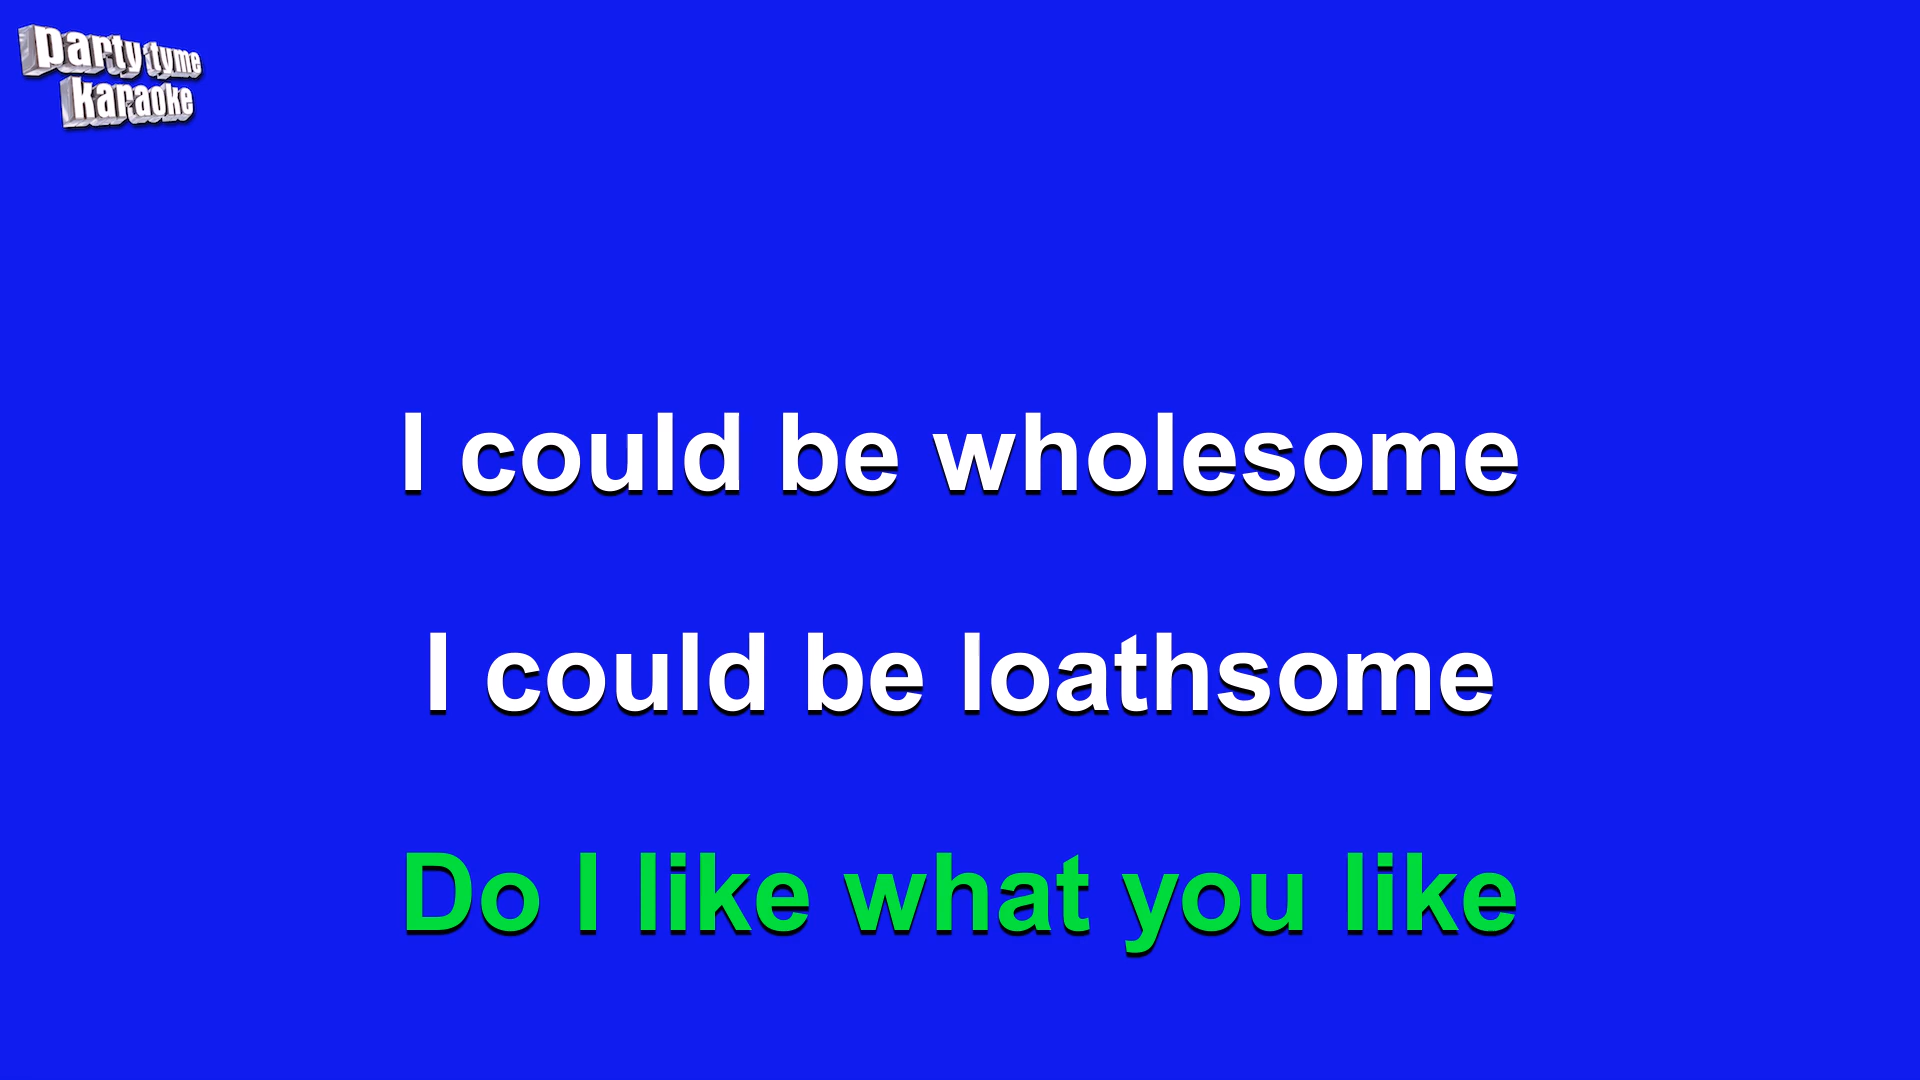 party tyme
karaoke
I could be wholesome
I could be loathsome
Do I like what you like